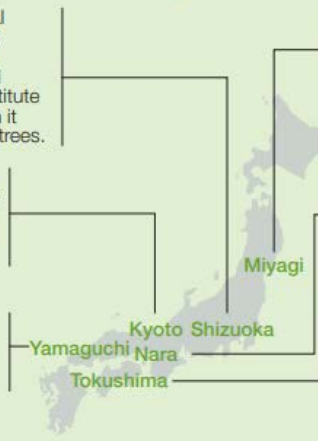 l
titute
it
trees.
Miyagi
Kyoto Shizuoka
Yamaguchi Nara
Tokushima